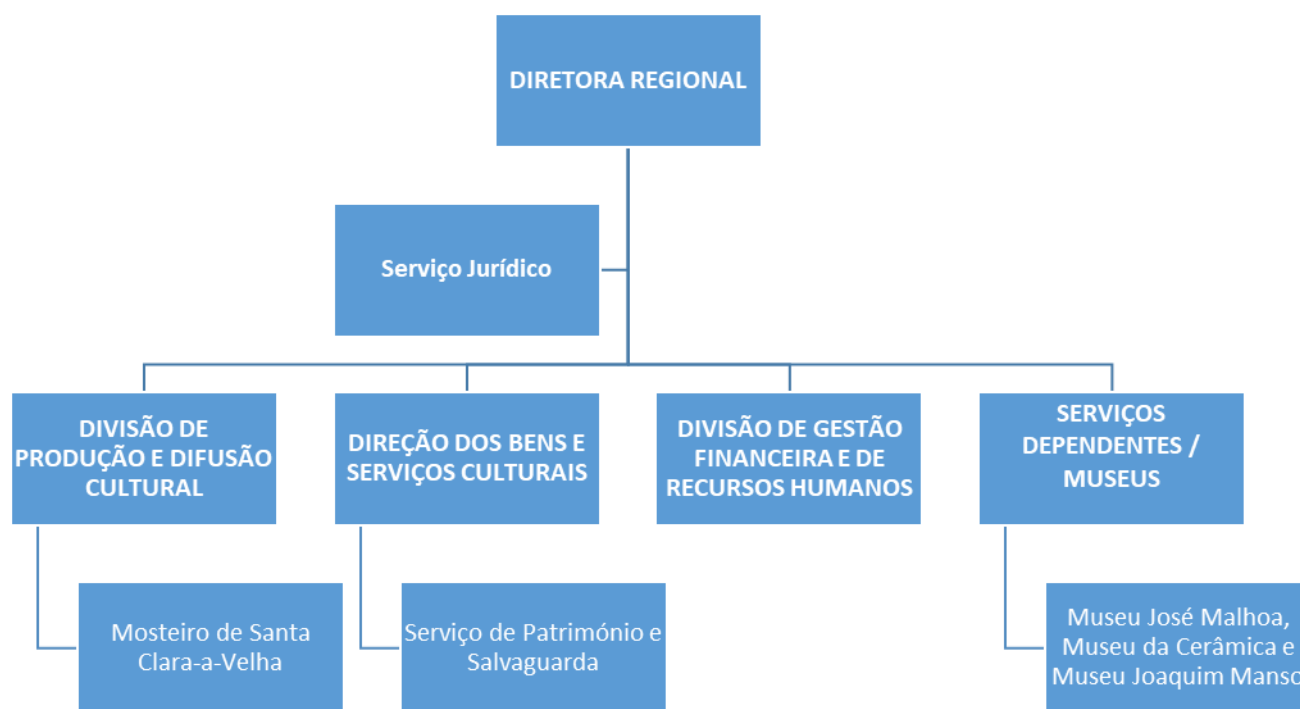 DIRETORA REGIONAL
Serviço Jurídico
DIVISÃO DE
PRODUÇÃO E DIFUSÃO
CULTURAL
DIREÇÃO DOS BENS E
SERVIÇOS CULTURAIS
DIVISÃO DE GESTÃO
FINANCEIRA E DE
RECURSOS HUMANOS
SERVIÇOS
DEPENDENTES /
MUSEUS
Mosteiro de Santa
Clara-a-Velha
Serviço de Património e
Salvaguarda
Museu José Malhoa,
Museu da Cerâmica e
Museu Joaquim Manso